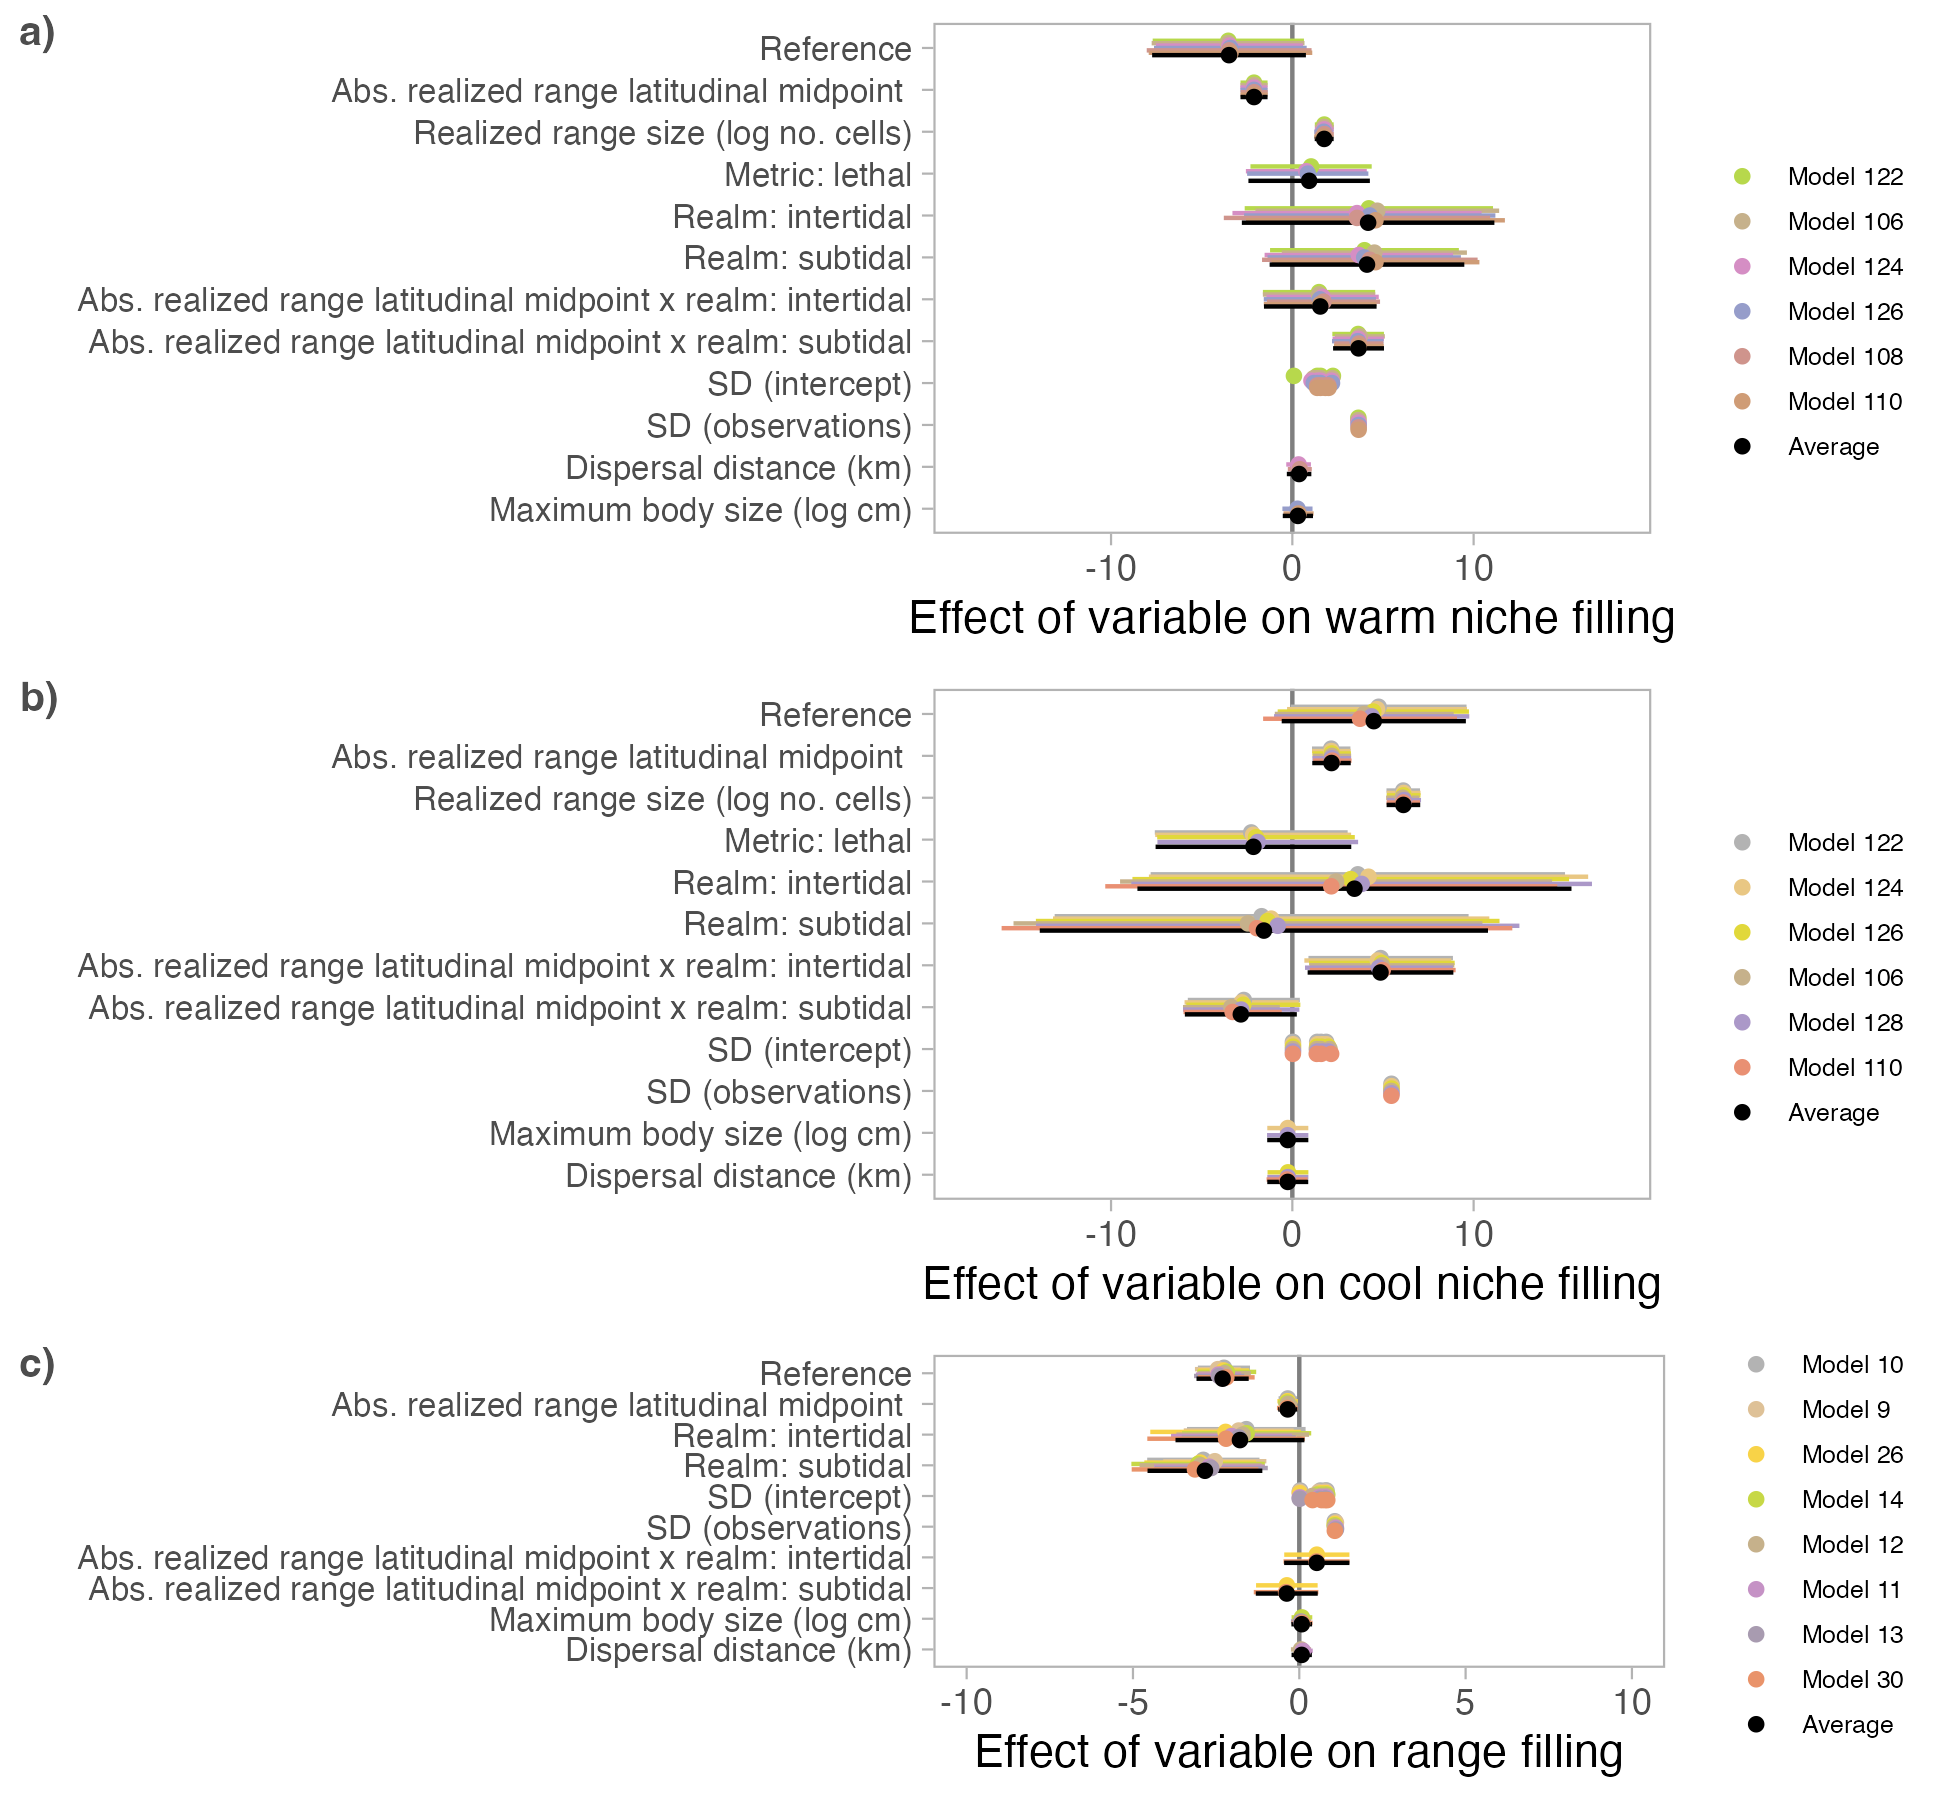 a)
Reference
Abs. realized range latitudinal midpoint
Realized range size (log no. cells)
Metric: lethal
Realm: intertidal
Realm: subtidal
Abs. realized range latitudinal midpoint x realm: intertidal
Abs. realized range latitudinal midpoint x realm: subtidal
SD (intercept)
SD (observations)
Dispersal distance (km)
Maximum body size (log cm)
-10 0 10
Effect of variable on warm niche filling
Model 122
Model 106
Model 124
Model 126
Model 108
Model 110
Average
b)
Reference
Abs. realized range latitudinal midpoint
Realized range size (log no. cells)
Metric: lethal
Realm: intertidal
Realm: subtidal
Abs. realized range latitudinal midpoint x realm: intertidal
Abs. realized range latitudinal midpoint x realm: subtidal
SD (intercept)
SD (observations)
Maximum body size (log cm)
Dispersal distance (km)
-10 0 10
Effect of variable on cool niche filling
Model 122
Model 124
Model 126
Model 106
Model 128
Model 110
Average
c)
Reference
Abs. realized range latitudinal midpoint
Realm: intertidal
Realm: subtidal
SD (intercept)
SD (observations)
Abs. realized range latitudinal midpoint x realm: intertidal
Abs. realized range latitudinal midpoint x realm: subtidal
Maximum body size (log cm)
Dispersal distance (km)
-10 -5 0 5 10
Effect of variable on range filling
Model 10
Model 9
Model 26
Model 14
Model 12
Model 11
Model 13
Model 30
Average